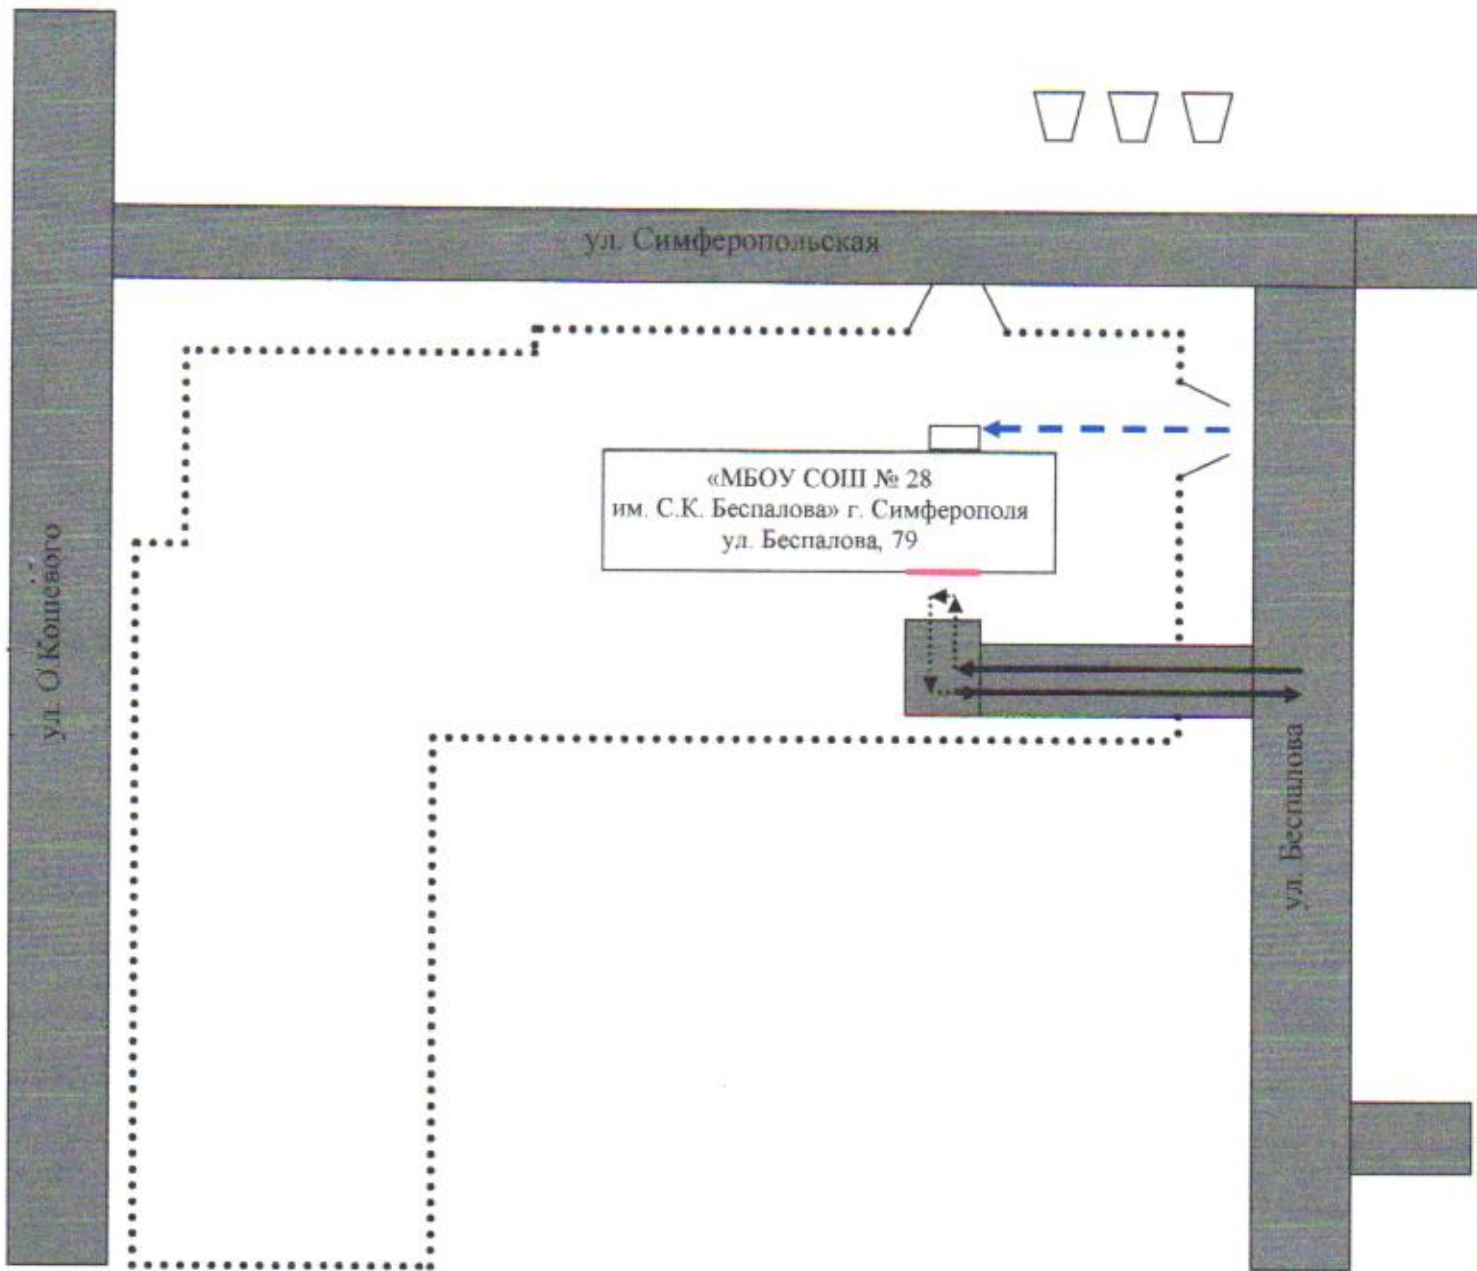 ул. Симферопольская
«МБОУ СОШ № 28
им. С.К. Беспалова» г. Симферополя
ул. Беспалова, 79
ул. О.Кошевого
ул. Беспалова